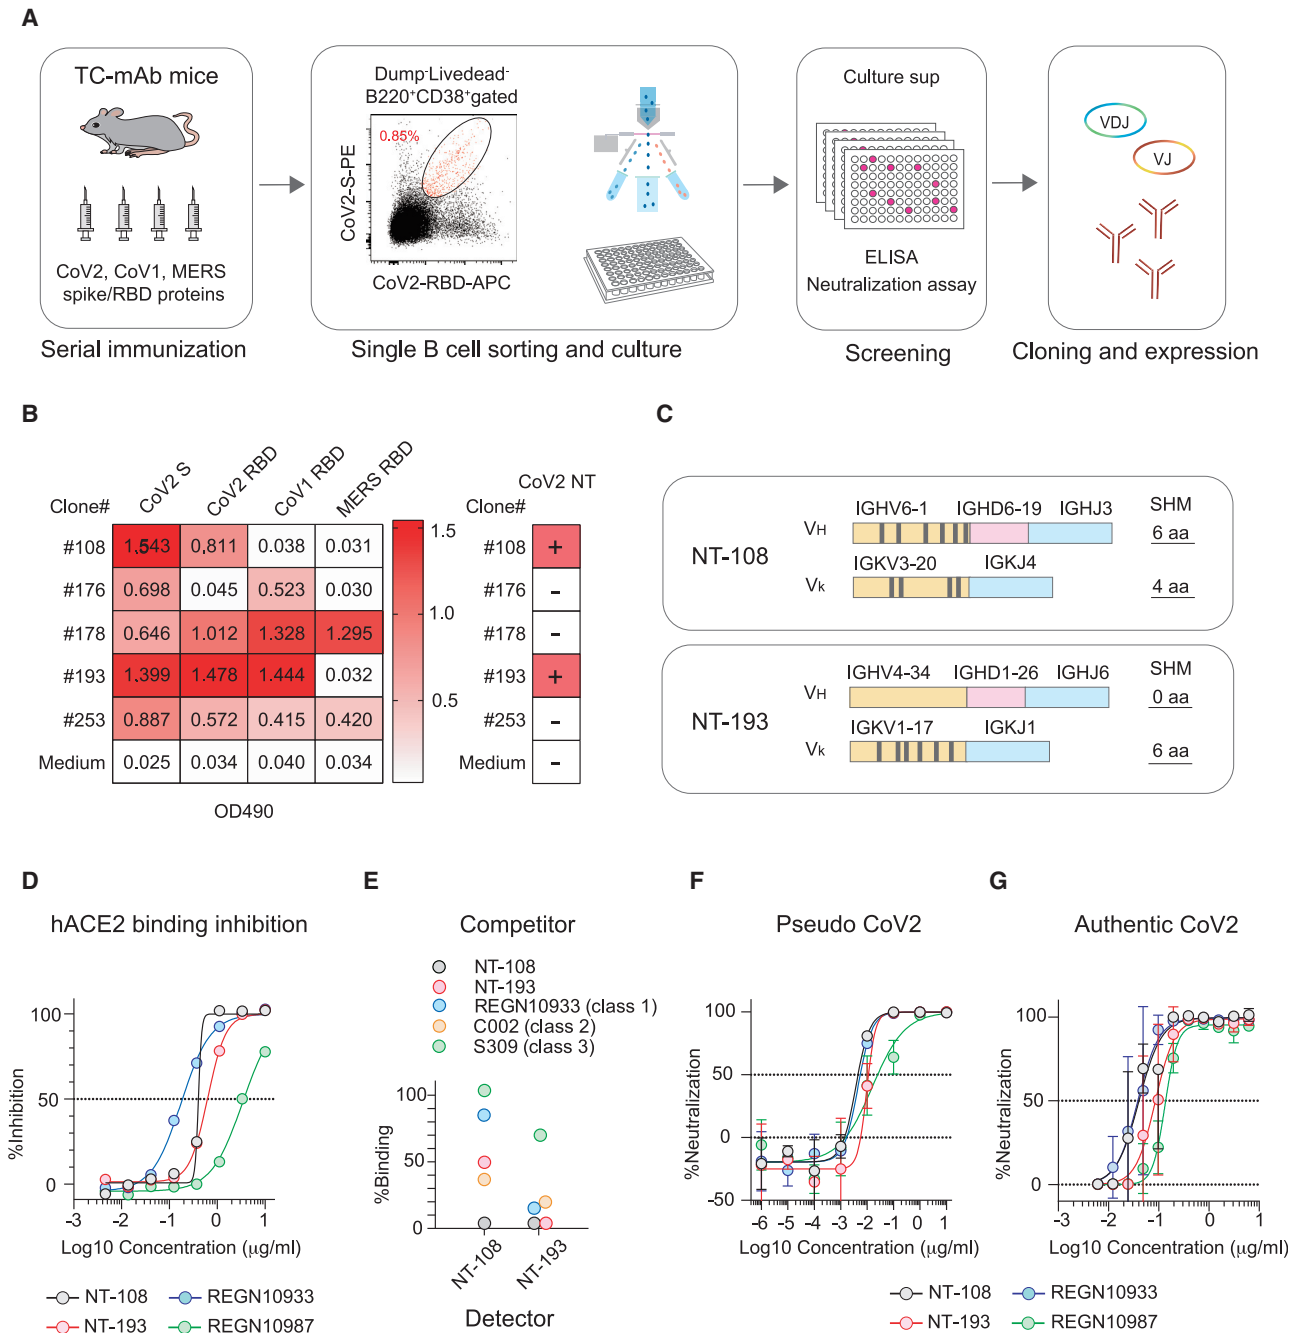 A
TC-mAb mice
CoV2, CoV1, MERS
spike/RBD proteins
Serial immunization
Dump-Livedead-
B220+CD38+gated
0.85%
CoV2-S-PE
CoV2-RBD-APC
Single B cell sorting and culture
Culture sup
ELISA
Neutralization assay
Screening
VDJ
VJ
Cloning and expression
B
Clone# CoV2 S CoV2 RBD CoV1 RBD MERS RBD
#108 1.543 0.811 0.038 0.031
#176 0.698 0.045 0.523 0.030
#178 0.646 1.012 1.328 1.295
#193 1.399 1.478 1.444 0.032
#253 0.887 0.572 0.415 0.420
Medium 0.025 0.034 0.040 0.034
OD490
1.5
1.0
0.5
CoV2 NT
Clone#
#108 +
#176 -
#178 -
#193 +
#253 -
Medium -
C
NT-108
IGHV6-1 IGHD6-19 IGHJ3 SHM
VH 6 aa
IGKV3-20 IGKJ4
Vk 4 aa
NT-193
IGHV4-34 IGHD1-26 IGHJ6 SHM
VH 0 aa
IGKV1-17 IGKJ1
Vk 6 aa
D
hACE2 binding inhibition
%Inhibition
100
50
0
-3 -2 -1 0 1
Log10 Concentration (μg/ml)
NT-108 REGN10933
NT-193 REGN10987
E
Competitor
NT-108
NT-193
REGN10933 (class 1)
C002 (class 2)
S309 (class 3)
%Binding
100
50
0
NT-108 NT-193
Detector
F
Pseudo CoV2
%Neutralization
100
50
0
-50
-6 -5 -4 -3 -2 -1 0 1
Log10 Concentration (μg/ml)
G
Authentic CoV2
%Neutralization
100
50
0
-3 -2 -1 0 1
Log10 Concentration (μg/ml)
NT-108 REGN10933
NT-193 REGN10987